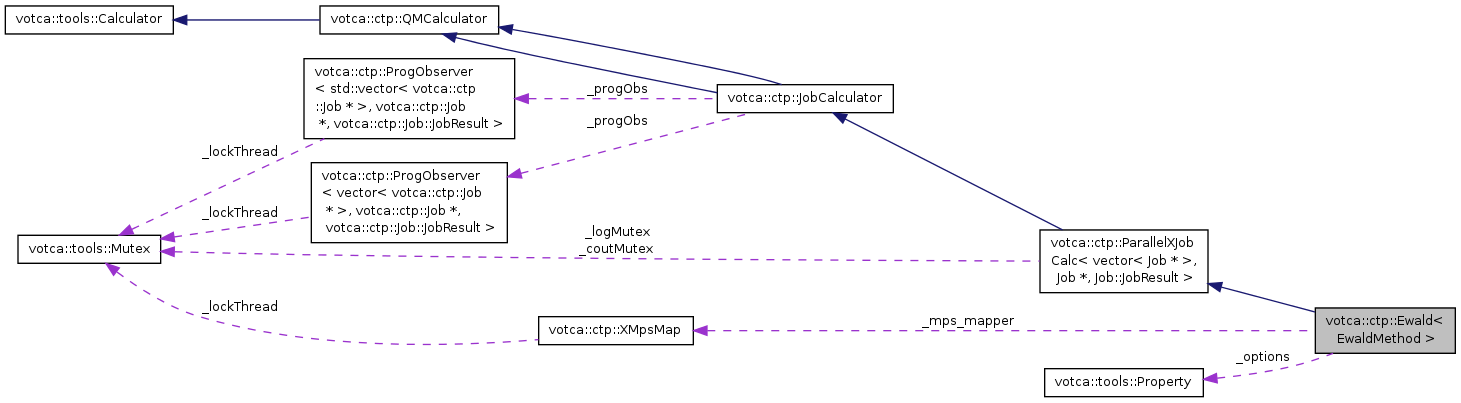 votca::tools::Calculator
votca::ctp::QMCalculator
votca::ctp::ProgObserver
< std::vector< votca::ctp
::Job * >, votca::ctp::Job
*, votca::ctp::Job::JobResult >
_progObs
votca::ctp::JobCalculator
_progObs
_lockThread
votca::ctp::ProgObserver
< vector< votca::ctp::Job
* >, votca::ctp::Job *,
votca::ctp::Job::JobResult >
_lockThread
votca::tools::Mutex
_logMutex
_coutMutex
votca::ctp::ParallelXJob
Calc< vector< Job * >,
Job *, Job::JobResult >
_lockThread
votca::ctp::XMpsMap
_mps_mapper
votca::ctp::Ewald<
EwaldMethod >
_options
votca::tools::Property